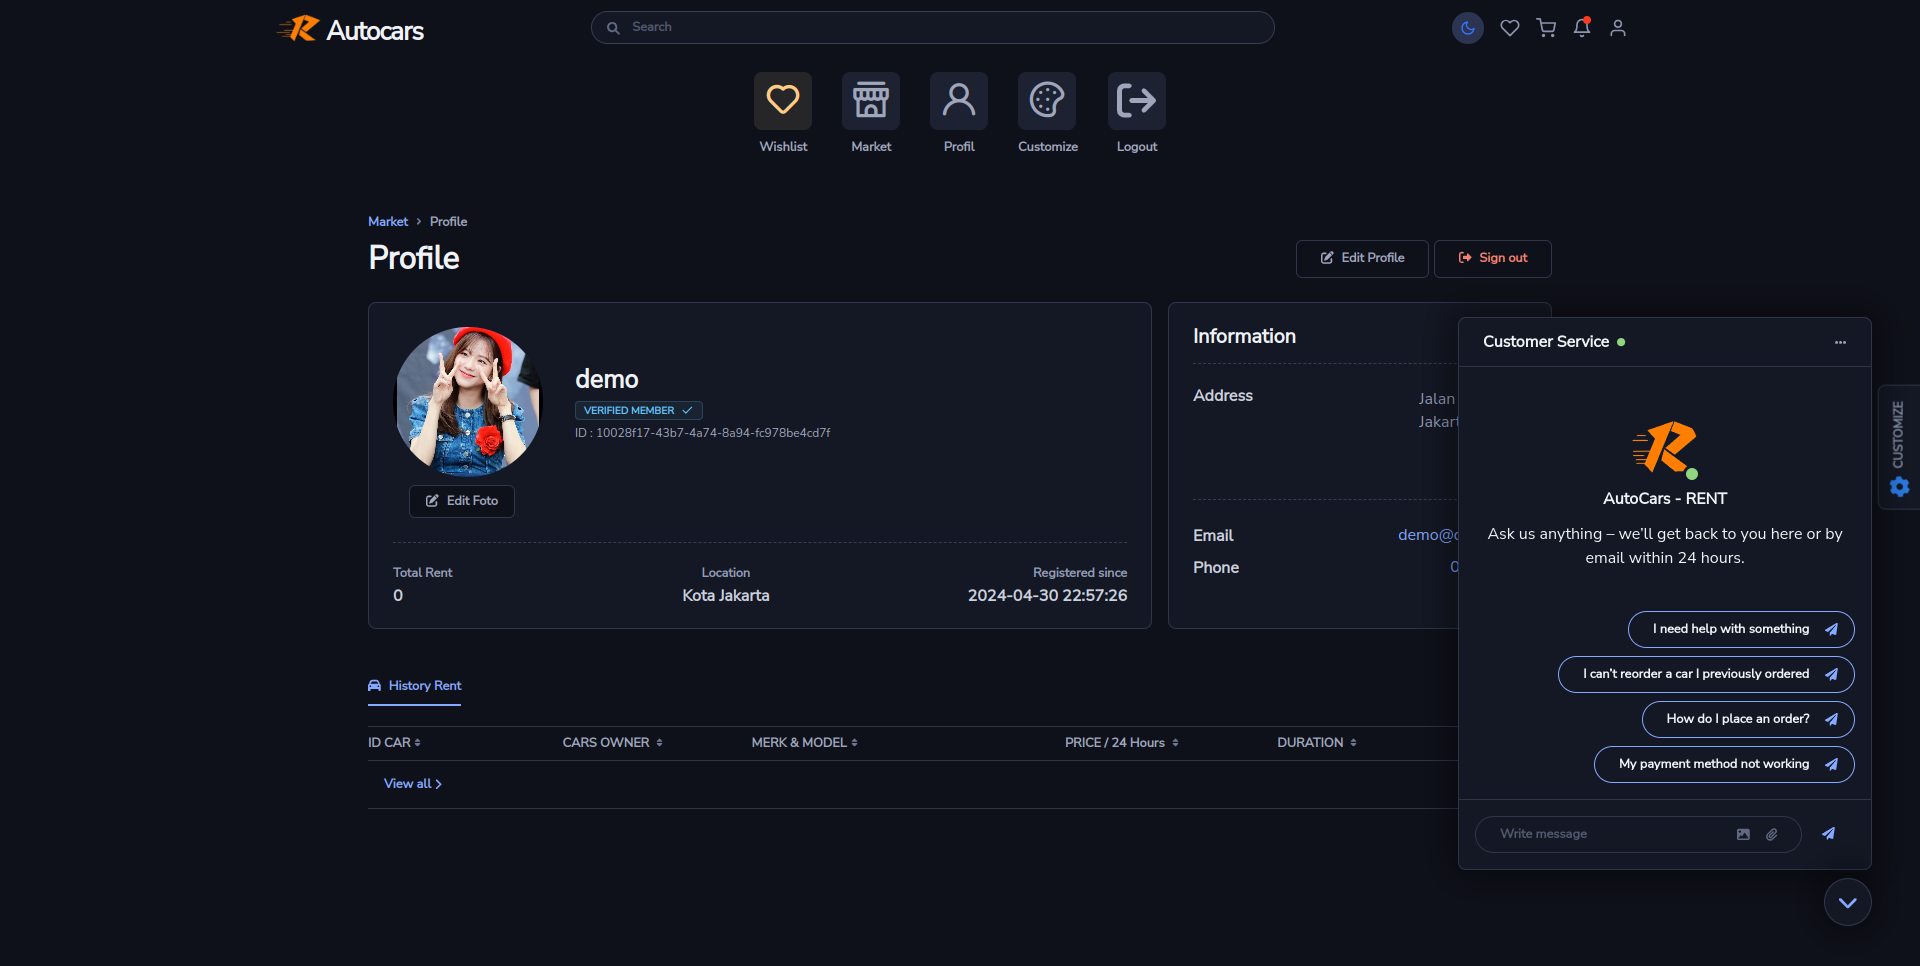 Autocars
Search
Wishlist
Market
Profil
Customize
Logout
Market > Profile
Profile
Edit Profile
Sign out
demo
VERIFIED MEMBER
ID : 10028f17-43b7-4a74-8a94-fc978be4cd7f
Edit Foto
Total Rent
0
Location
Kota Jakarta
Registered since
2024-04-30 22:57:26
Information
Address
Jalan
Email
Phone
History Rent
ID CAR
CARS OWNER
MERK & MODEL
PRICE / 24 Hours
DURATION
View all
Customer Service
AutoCars - RENT
Ask us anything – we’ll get back to you here or by
email within 24 hours.
I need help with something
I can't reorder a car I previously ordered
How do I place an order?
My payment method not working
Write message
CUSTOMIZE